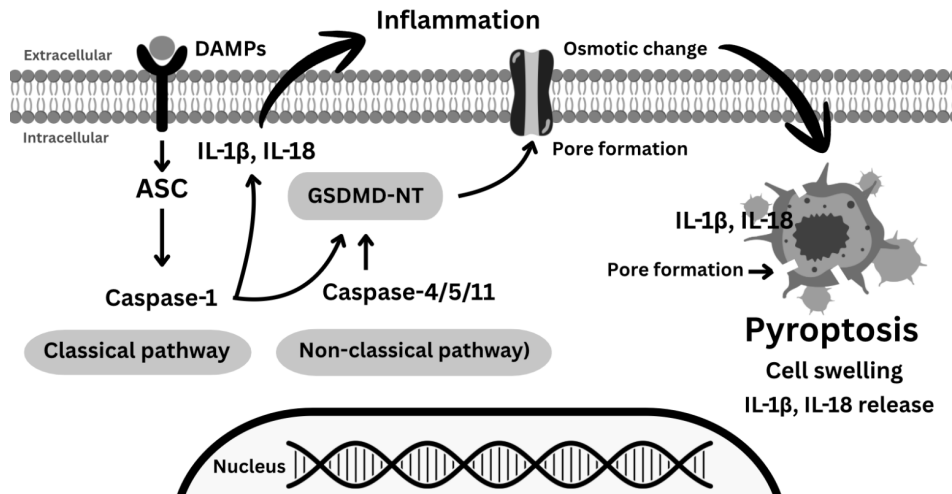 Inflammation
Extracellular
DAMPs
Osmotic change
Intracellular
IL-1β, IL-18
Pore formation
ASC
GSDMD-NT
IL-1β, IL-18
Pore formation
Caspase-1
Caspase-4/5/11
Classical pathway
Non-classical pathway)
Pyroptosis
Cell swelling
IL-1β, IL-18 release
Nucleus